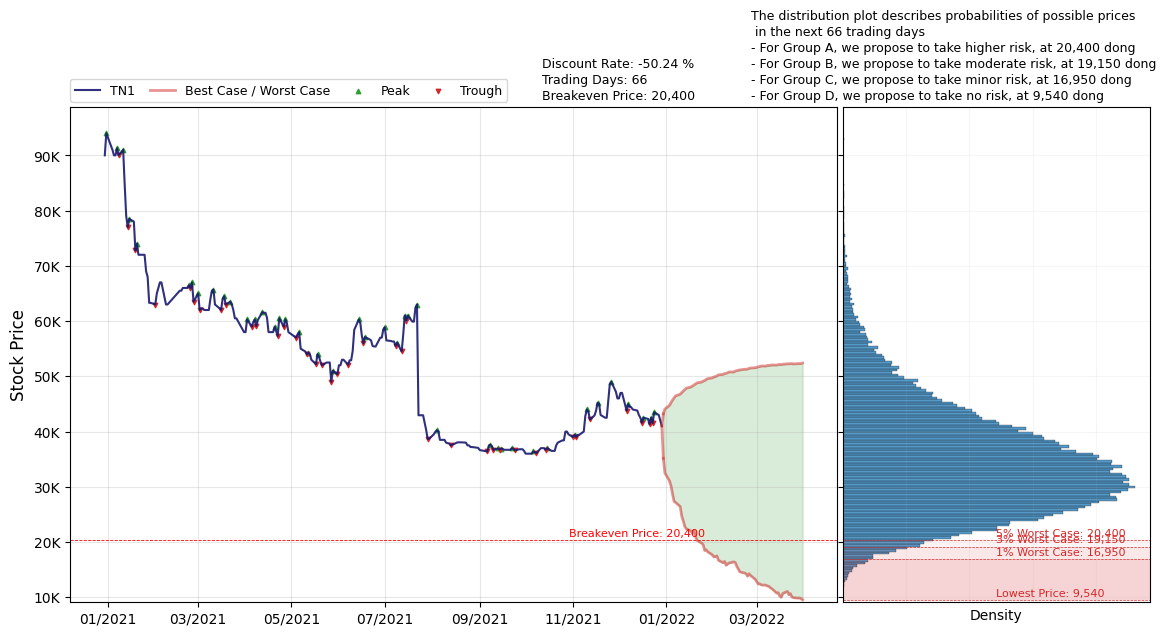 The distribution plot describes probabilities of possible prices
in the next 66 trading days
- For Group A, we propose to take higher risk, at 20,400 dong
- For Group B, we propose to take moderate risk, at 19,150 dong
- For Group C, we propose to take minor risk, at 16,950 dong
- For Group D, we propose to take no risk, at 9,540 dong
Discount Rate: -50.24 %
Trading Days: 66
Breakeven Price: 20,400
TN1 Best Case / Worst Case Peak Trough
Stock Price
90K
80K
70K
60K
50K
40K
30K
20K
10K
Breakeven Price: 20,400
5% Worst Case: 20,400
3% Worst Case: 19,150
1% Worst Case: 16,950
Lowest Price: 9,540
01/2021 03/2021 05/2021 07/2021 09/2021 11/2021 01/2022 03/2022
Density